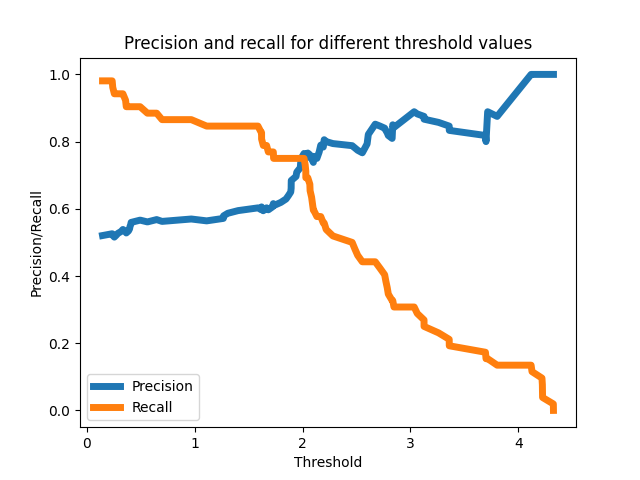 Precision and recall for different threshold values
Precision/Recall
1.0
0.8
0.6
0.4
0.2
0.0
Precision
Recall
0 1 2 3 4
Threshold